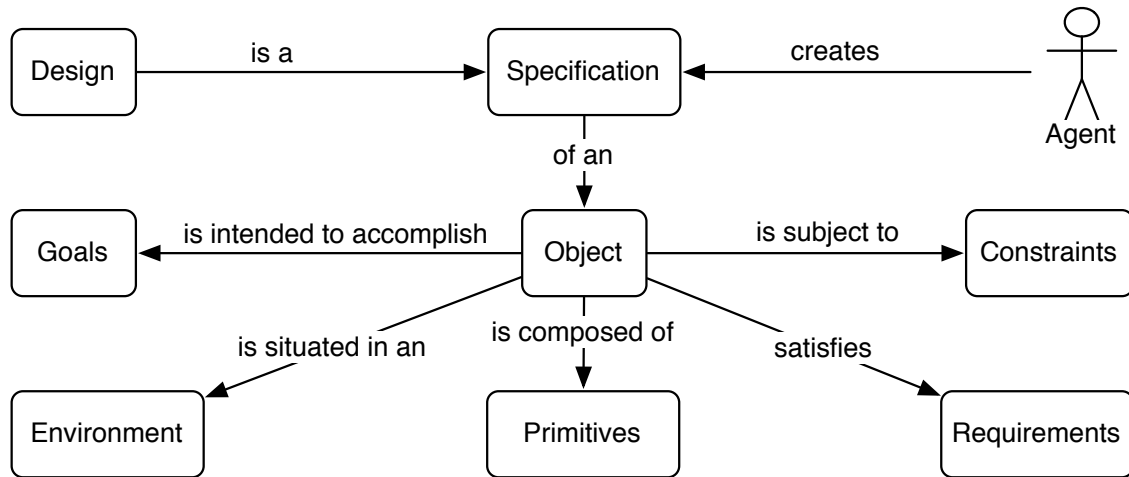 Design
is a
Specification
creates
Agent
of an
Goals
is intended to accomplish
Object
is subject to
Constraints
is situated in an
is composed of
satisfies
Environment
Primitives
Requirements